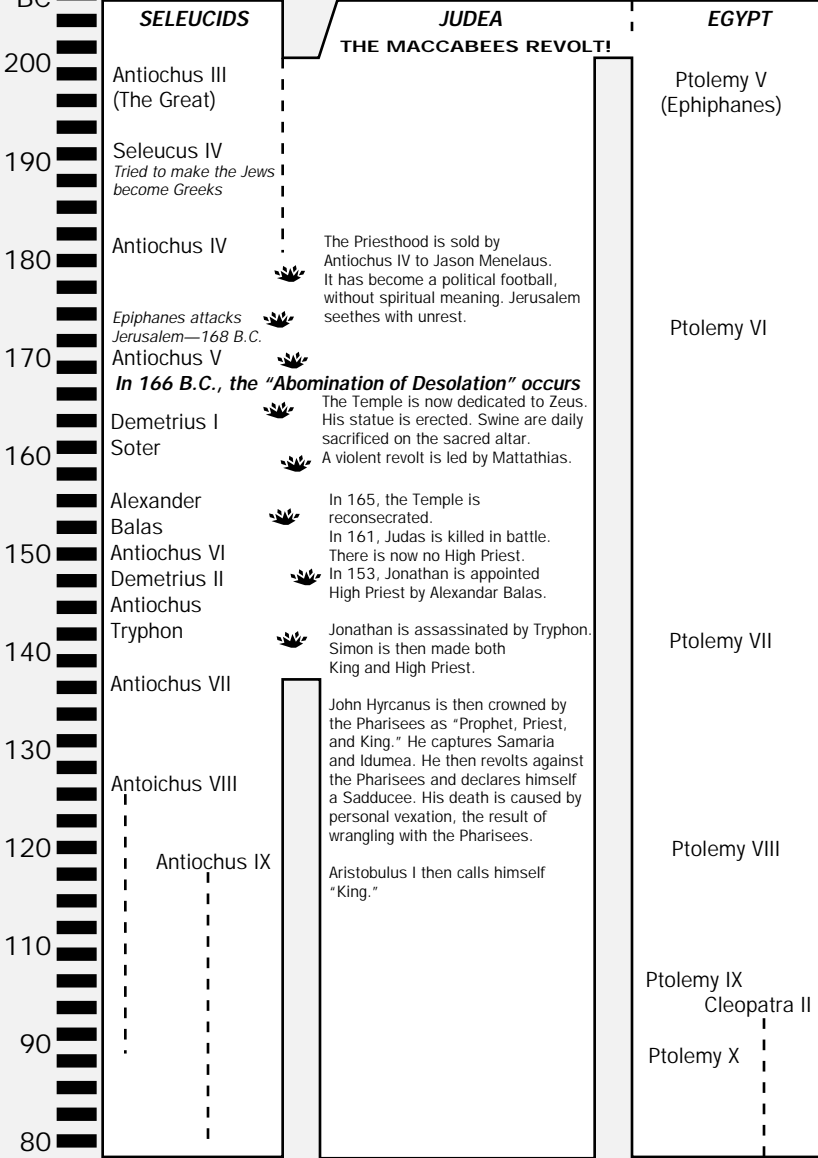 BC
200
190
180
170
160
150
140
130
120
110
90
80
SELEUCIDS
Antiochus III
(The Great)
Seleucus IV
Tried to make the Jews
become Greeks
Antiochus IV
Epiphanes attacks
Jerusalem—168 B.C.
Antiochus V
In 166 B.C., the “Abomination of Desolation” occurs
Demetrius I
Soter
Alexander
Balas
Antiochus VI
Demetrius II
Antiochus
Tryphon
Antiochus VII
Antoichus VIII
Antiochus IX
JUDEA
THE MACCABEES REVOLT!
The Priesthood is sold by
Antiochus IV to Jason Menelaus.
It has become a political football,
without spiritual meaning. Jerusalem
seethes with unrest.
The Temple is now dedicated to Zeus.
His statue is erected. Swine are daily
sacrificed on the sacred altar.
A violent revolt is led by Mattathias.
In 165, the Temple is
reconsecrated.
In 161, Judas is killed in battle.
There is now no High Priest.
In 153, Jonathan is appointed
High Priest by Alexandar Balas.
Jonathan is assassinated by Tryphon.
Simon is then made both
King and High Priest.
John Hyrcanus is then crowned by
the Pharisees as “Prophet, Priest,
and King.” He captures Samaria
and Idumea. He then revolts against
the Pharisees and declares himself
a Sadducee. His death is caused by
personal vexation, the result of
wrangling with the Pharisees.
Aristobulus I then calls himself
“King.”
EGYPT
Ptolemy V
(Ephiphanes)
Ptolemy VI
Ptolemy VII
Ptolemy VIII
Ptolemy IX
Cleopatra II
Ptolemy X